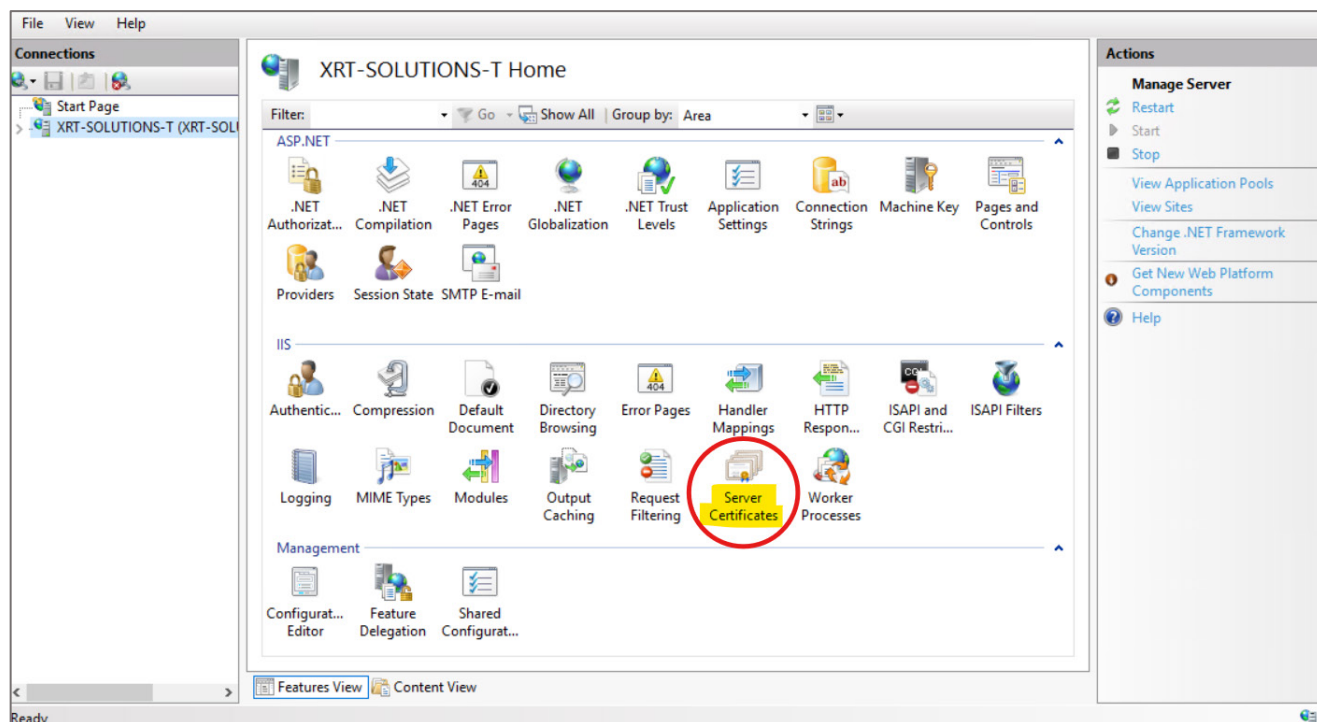 File View Help
Connections
Start Page
XRT-SOLUTIONS-T (XRT-SOLU
XRT-SOLUTIONS-T Home
Filter: Go Show All Group by: Area
ASP.NET
.NET Authorizat...
.NET Compilation
.NET Error Pages
.NET Globalization
.NET Trust Levels
Application Settings
Connection Strings
Machine Key
Pages and Controls
Providers
Session State
SMTP E-mail
IIS
Authentic...
Compression
Default Document
Directory Browsing
Error Pages
Handler Mappings
HTTP Respon...
ISAPI and CGI Restri...
ISAPI Filters
Logging
MIME Types
Modules
Output Caching
Request Filtering
Server Certificates
Worker Processes
Management
Configurat... Editor
Feature Delegation
Shared Configurat...
Features View Content View
Ready
Actions
Manage Server
Restart
Start
Stop
View Application Pools
View Sites
Change .NET Framework
Version
Get New Web Platform
Components
Help